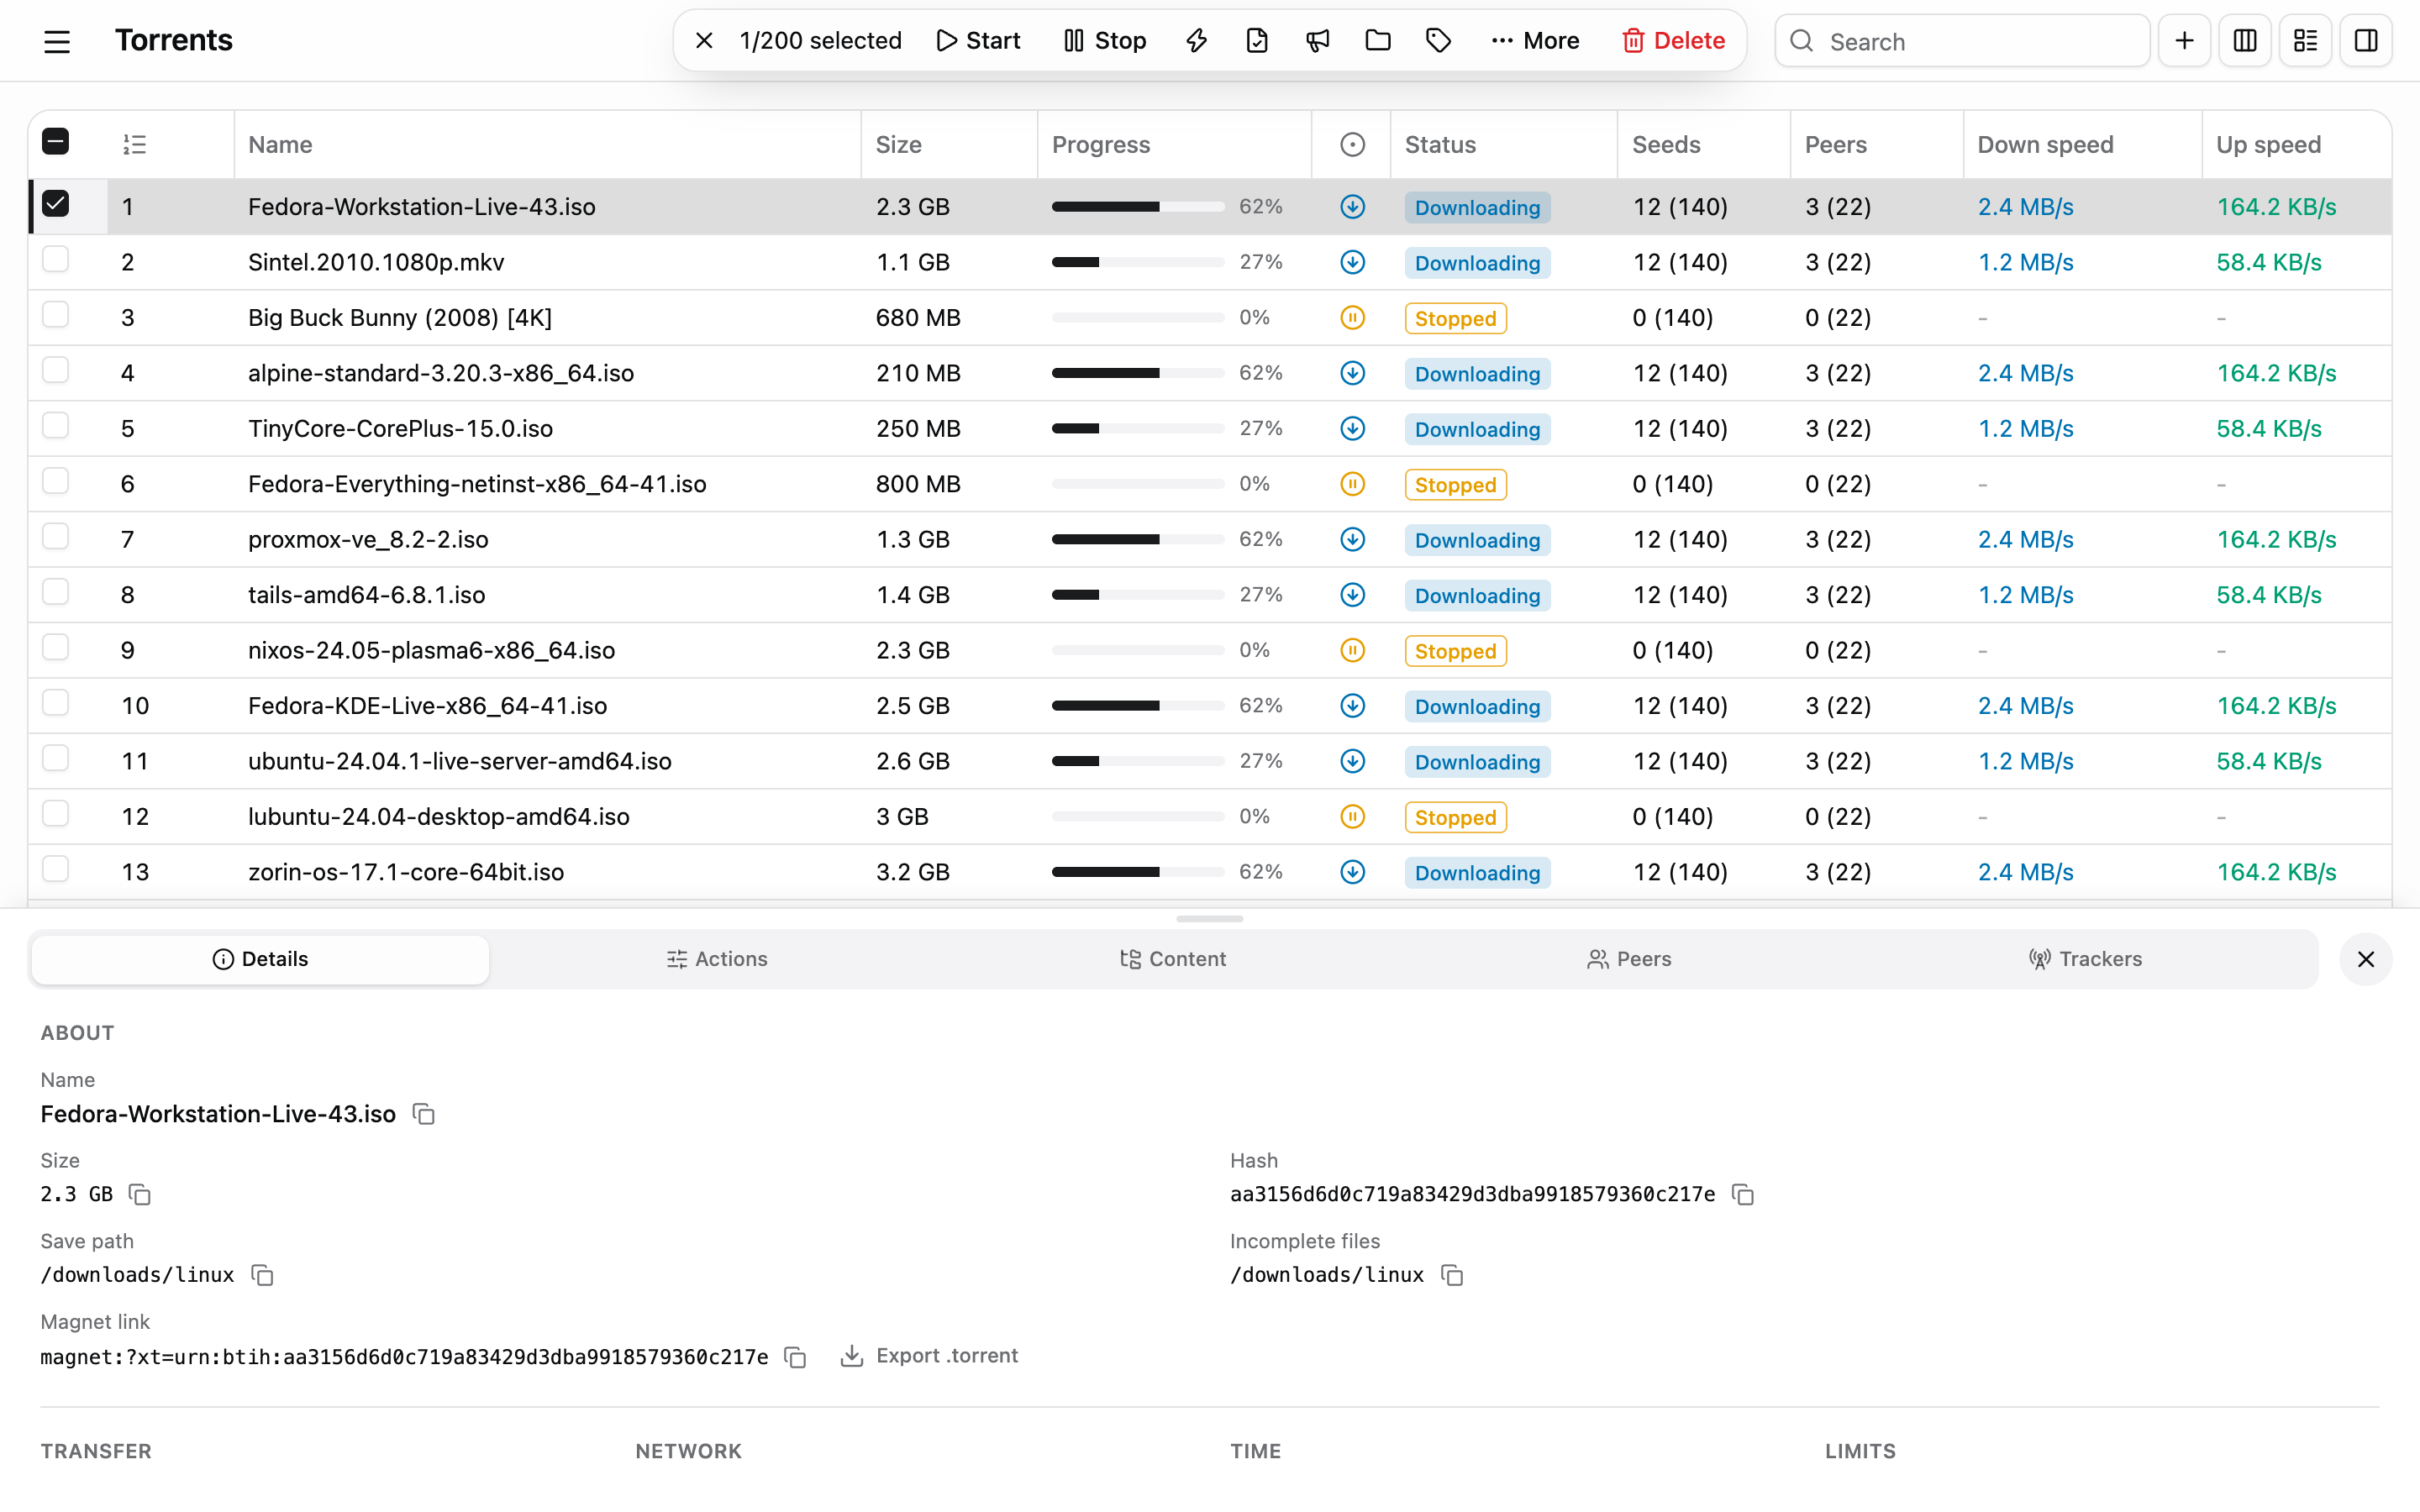 Torrents
1/200 selected Start Stop More Delete Search
Name Size Progress Status Seeds Peers Down speed Up speed
1 Fedora-Workstation-Live-43.iso 2.3 GB 62% Downloading 12 (140) 3 (22) 2.4 MB/s 164.2 KB/s
2 Sintel.2010.1080p.mkv 1.1 GB 27% Downloading 12 (140) 3 (22) 1.2 MB/s 58.4 KB/s
3 Big Buck Bunny (2008) [4K] 680 MB 0% Stopped 0 (140) 0 (22) - -
4 alpine-standard-3.20.3-x86_64.iso 210 MB 62% Downloading 12 (140) 3 (22) 2.4 MB/s 164.2 KB/s
5 TinyCore-CorePlus-15.0.iso 250 MB 27% Downloading 12 (140) 3 (22) 1.2 MB/s 58.4 KB/s
6 Fedora-Everything-netinst-x86_64-41.iso 800 MB 0% Stopped 0 (140) 0 (22) - -
7 proxmox-ve_8.2-2.iso 1.3 GB 62% Downloading 12 (140) 3 (22) 2.4 MB/s 164.2 KB/s
8 tails-amd64-6.8.1.iso 1.4 GB 27% Downloading 12 (140) 3 (22) 1.2 MB/s 58.4 KB/s
9 nixos-24.05-plasma6-x86_64.iso 2.3 GB 0% Stopped 0 (140) 0 (22) - -
10 Fedora-KDE-Live-x86_64-41.iso 2.5 GB 62% Downloading 12 (140) 3 (22) 2.4 MB/s 164.2 KB/s
11 ubuntu-24.04.1-live-server-amd64.iso 2.6 GB 27% Downloading 12 (140) 3 (22) 1.2 MB/s 58.4 KB/s
12 lubuntu-24.04-desktop-amd64.iso 3 GB 0% Stopped 0 (140) 0 (22) - -
13 zorin-os-17.1-core-64bit.iso 3.2 GB 62% Downloading 12 (140) 3 (22) 2.4 MB/s 164.2 KB/s
Details Actions Content Peers Trackers
ABOUT
Name
Fedora-Workstation-Live-43.iso
Size Hash
2.3 GB aa3156d6d0c719a83429d3dba9918579360c217e
Save path Incomplete files
/downloads/linux /downloads/linux
Magnet link
magnet:?xt=urn:btih:aa3156d6d0c719a83429d3dba9918579360c217e Export .torrent
TRANSFER NETWORK TIME LIMITS